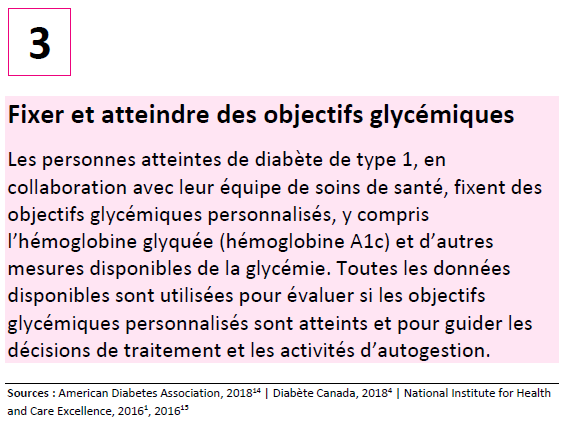 3
Fixer et atteindre des objectifs glycémiques
Les personnes atteintes de diabète de type 1, en
collaboration avec leur équipe de soins de santé, fixent des
objectifs glycémiques personnalisés, y compris
l’hémoglobine glyquée (hémoglobine A1c) et d’autres
mesures disponibles de la glycémie. Toutes les données
disponibles sont utilisées pour évaluer si les objectifs
glycémiques personnalisés sont atteints et pour guider les
décisions de traitement et les activités d’autogestion.
Sources : American Diabetes Association, 2018¹⁴ | Diabète Canada, 2018⁴ | National Institute for Health
and Care Excellence, 2016¹, 2016¹⁵